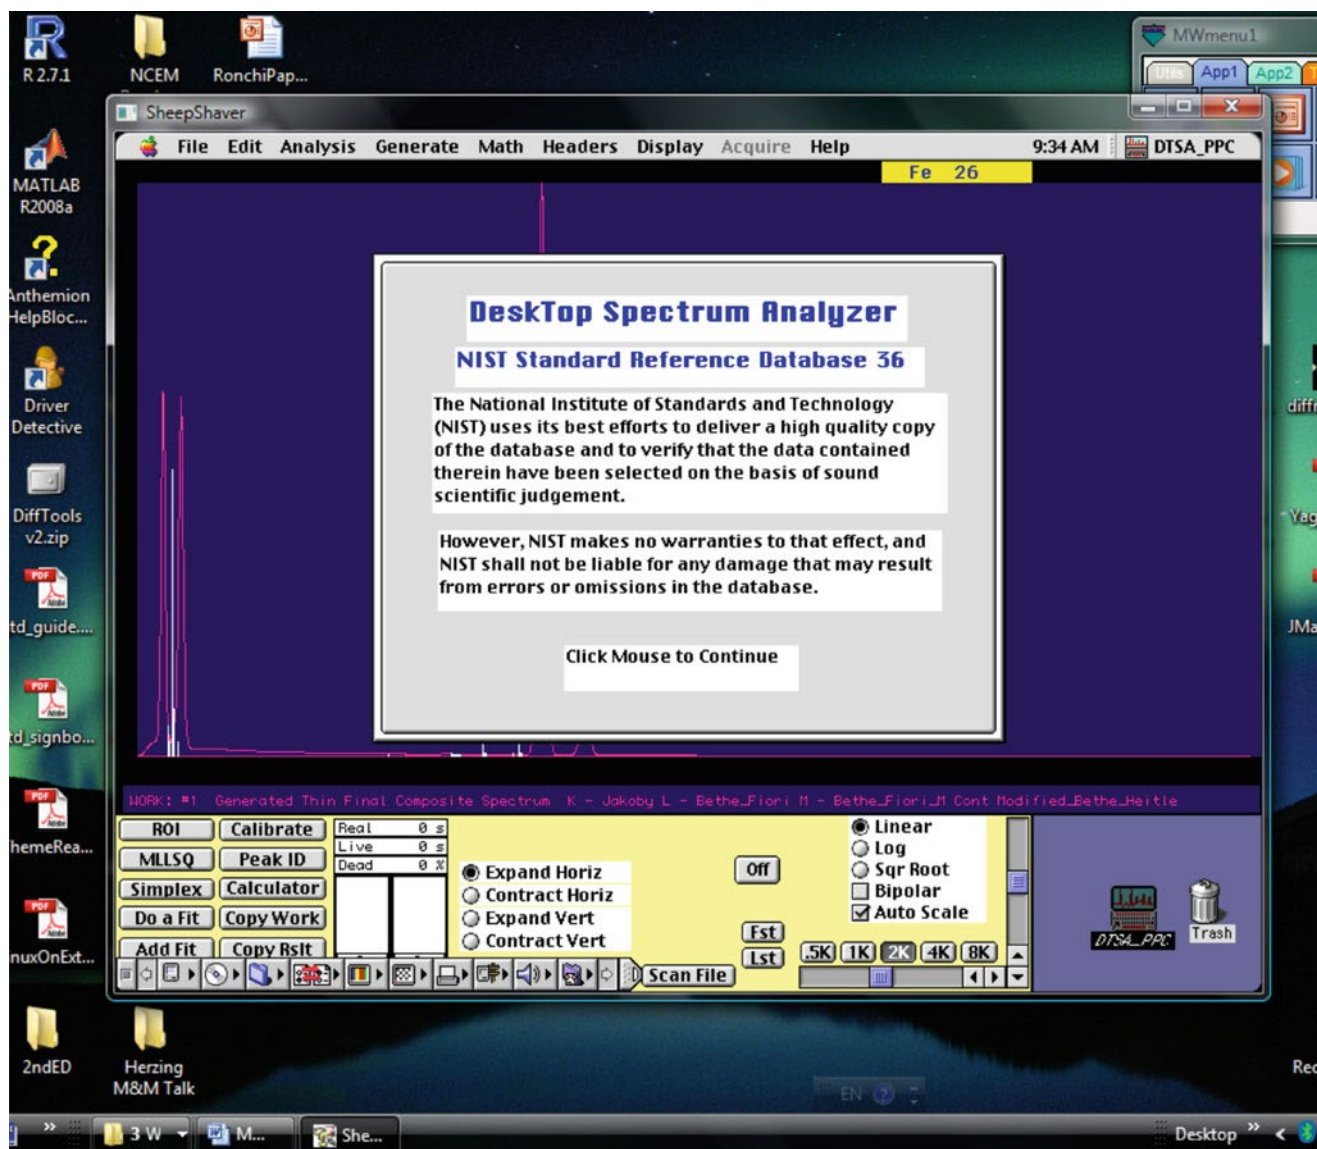 R 2.7.1
NCEM
RonchiPap...
MWmenu1
Utils App1 App2
SheepShaver
File Edit Analysis Generate Math Headers Display Acquire Help
9:34 AM
DTSA_PPC
Fe 26
MATLAB
R2008a
Anthemion
HelpBloc...
Driver
Detective
DiffTools
v2.zip
td_guide....
td_signbo...
hemeRea...
nuxOnExt...
2ndED
Herzing
M&M Talk
DeskTop Spectrum Analyzer
NIST Standard Reference Database 36
The National Institute of Standards and Technology
(NIST) uses its best efforts to deliver a high quality copy
of the database and to verify that the data contained
therein have been selected on the basis of sound
scientific judgement.
However, NIST makes no warranties to that effect, and
NIST shall not be liable for any damage that may result
from errors or omissions in the database.
Click Mouse to Continue
WORK: #1 Generated Thin Final Composite Spectrum K - Jakoby L - Bethe_Fiori M - Bethe_Fiori_M Cont Modified_Bethe_Heitle
ROI Calibrate
MLLSQ Peak ID
Simplex Calculator
Do a Fit Copy Work
Add Fit Copy Rslt
Real 0 s
Live 0 s
Dead 0 %
Expand Horiz
Contract Horiz
Expand Vert
Contract Vert
Off
Fst
Lst
Linear
Log
Sqr Root
Bipolar
Auto Scale
.5K 1K 2K 4K 8K
Scan File
DTSA_PPC
Trash
diffr
Yag
JMa
Rec
EN
3 W
M...
She...
Desktop